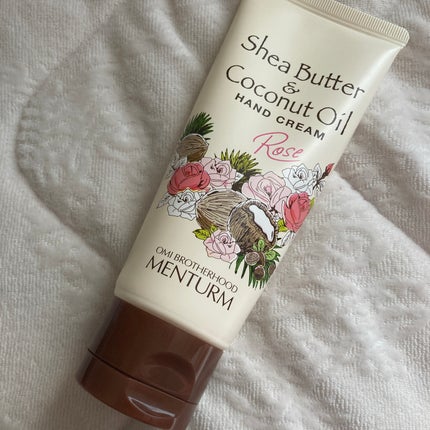 Shea Butter
&
Coconut Oil
HAND CREAM
Rose
OMI BROTHERHOOD
MENTURM